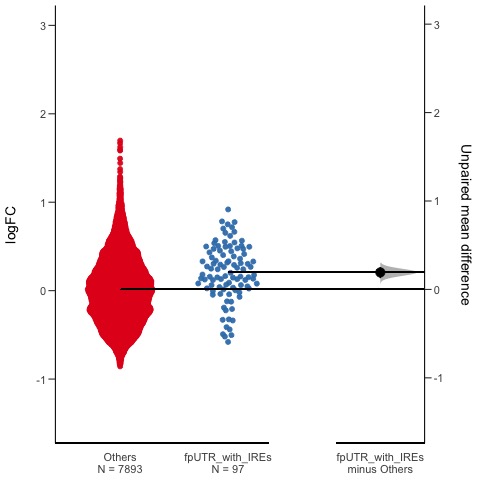 3
2
1
0
-1
logFC
3
2
1
0
-1
Unpaired mean difference
Others
N = 7893
fpUTR_with_IREs
N = 97
fpUTR_with_IREs
minus Others